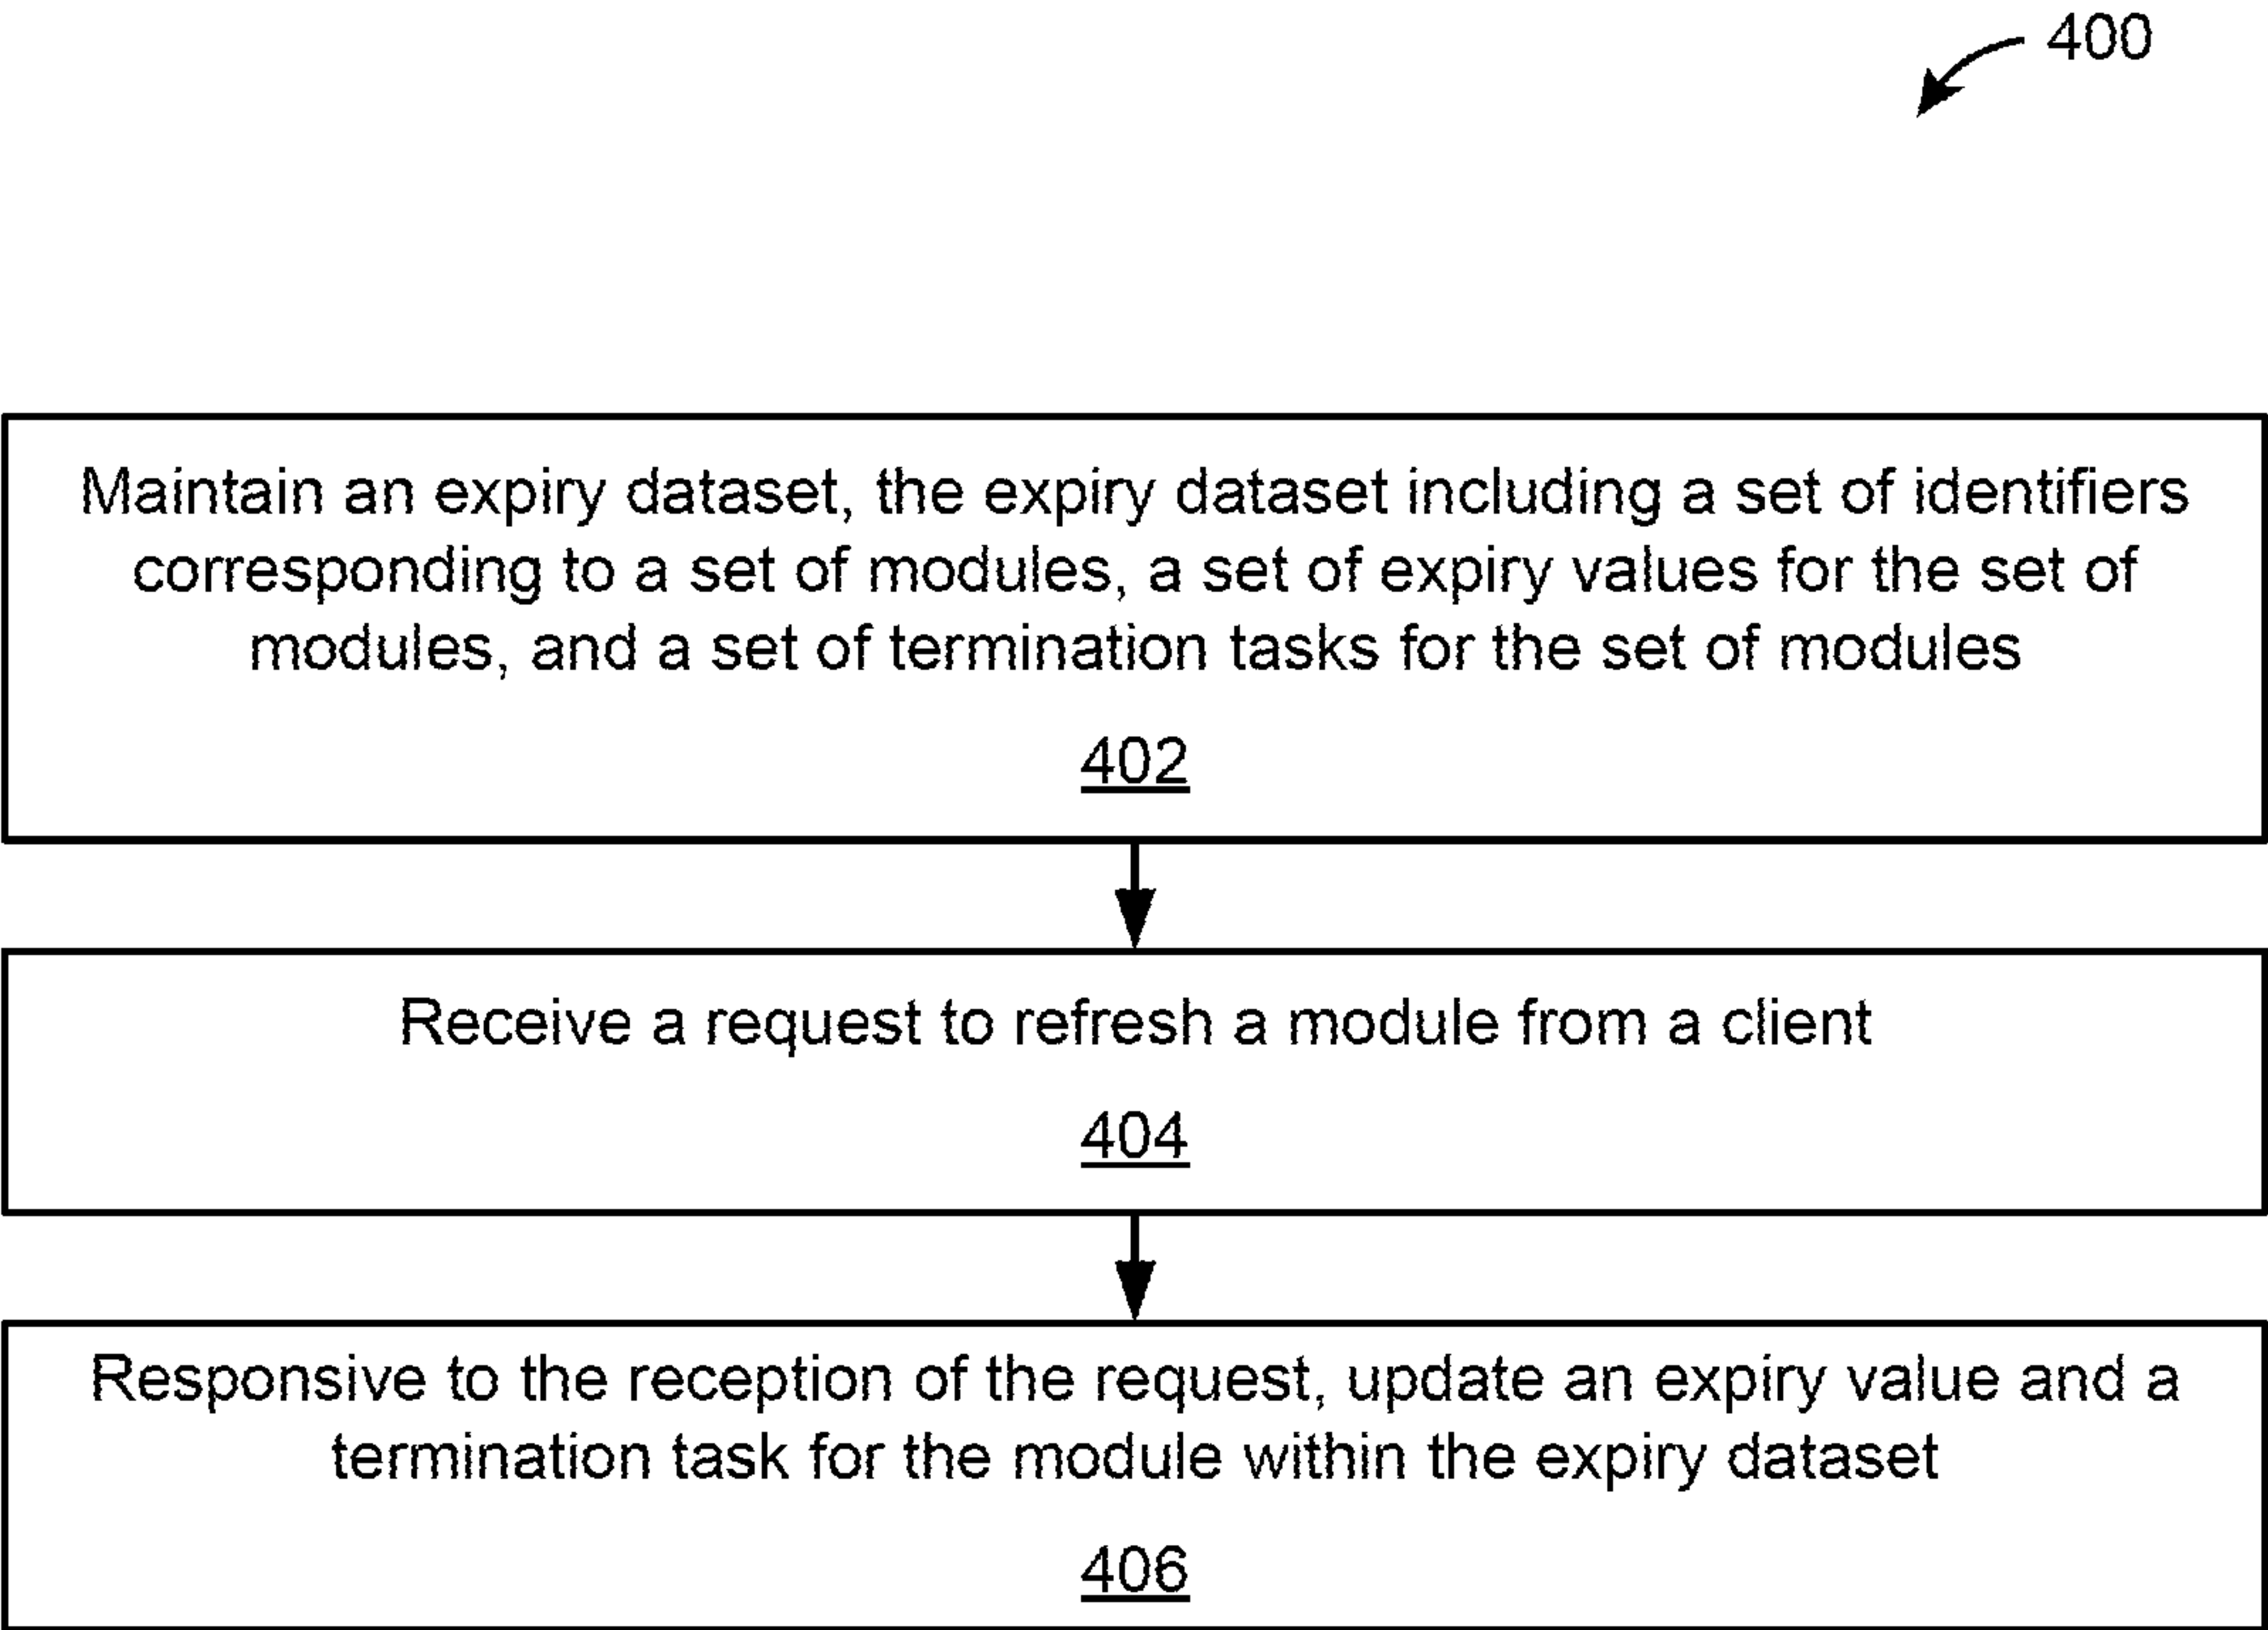 400
Maintain an expiry dataset, the expiry dataset including a set of identifiers
corresponding to a set of modules, a set of expiry values for the set of
modules, and a set of termination tasks for the set of modules
402
Receive a request to refresh a module from a client
404
Responsive to the reception of the request, update an expiry value and a
termination task for the module within the expiry dataset
406